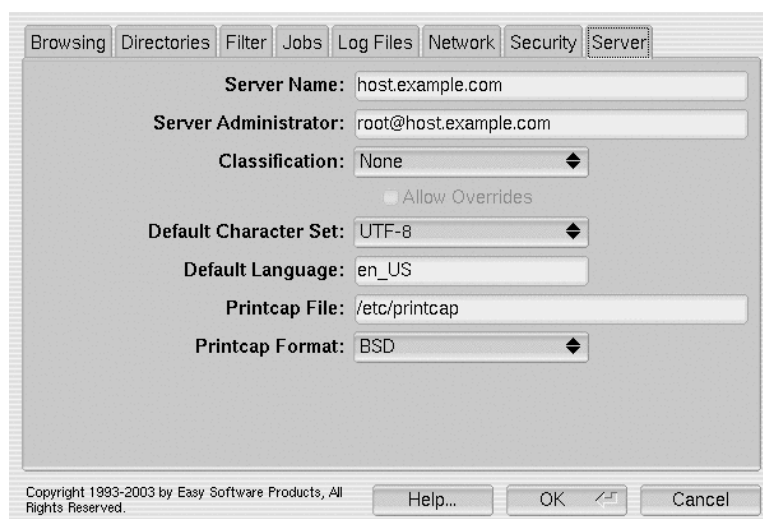 Browsing Directories Filter Jobs Log Files Network Security Server
Server Name: host.example.com
Server Administrator: root@host.example.com
Classification: None
Allow Overrides
Default Character Set: UTF-8
Default Language: en_US
Printcap File: /etc/printcap
Printcap Format: BSD
Copyright 1993-2003 by Easy Software Products, All
Rights Reserved.
Help... OK Cancel